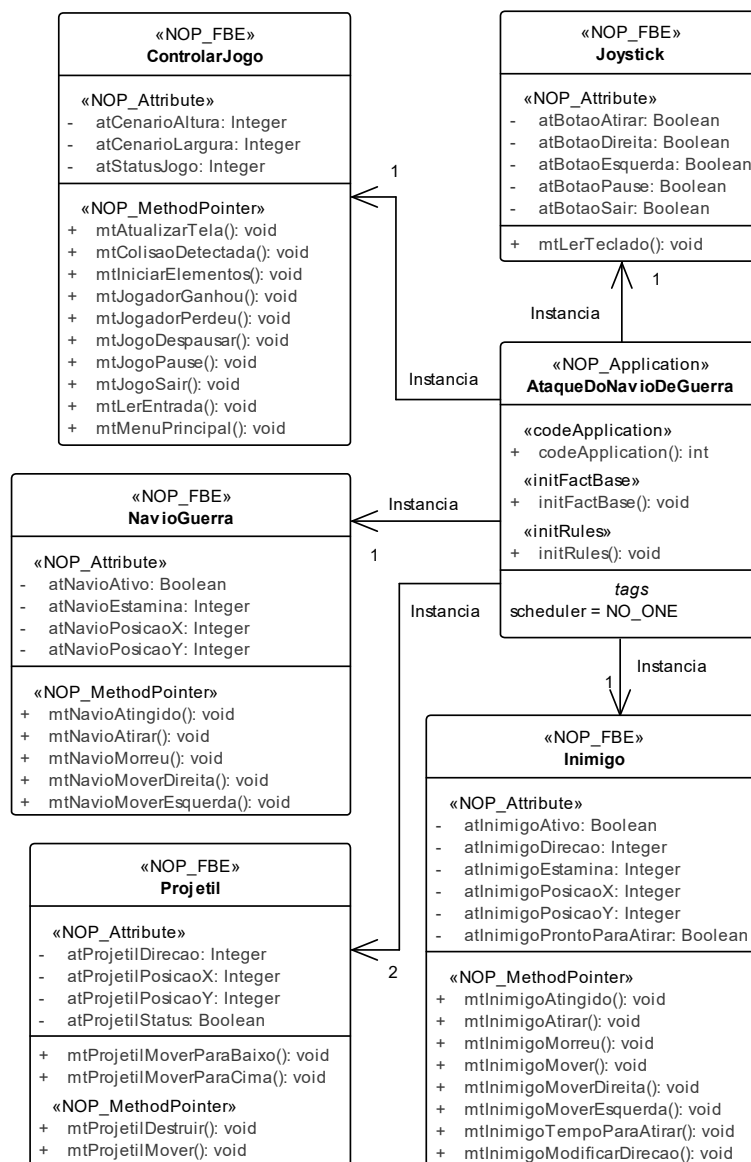 «NOP_FBE»
ControlarJogo
«NOP_Attribute»
- atCenarioAltura: Integer
- atCenarioLargura: Integer
- atStatusJogo: Integer
«NOP_MethodPointer»
+ mtAtualizarTela(): void
+ mtColisaoDetectada(): void
+ mtIniciarElementos(): void
+ mtJogadorGanhou(): void
+ mtJogadorPerdeu(): void
+ mtJogoDespausar(): void
+ mtJogoPause(): void
+ mtJogoSair(): void
+ mtLerEntrada(): void
+ mtMenuPrincipal(): void
«NOP_FBE»
Joystick
«NOP_Attribute»
- atBotaoAtirar: Boolean
- atBotaoDireita: Boolean
- atBotaoEsquerda: Boolean
- atBotaoPause: Boolean
- atBotaoSair: Boolean
+ mtLerTeclado(): void
1
1
Instancia
Instancia
«NOP_Application»
AtaqueDoNavioDeGuerra
«codeApplication»
+ codeApplication(): int
«initFactBase»
+ initFactBase(): void
«initRules»
+ initRules(): void
tags
scheduler = NO_ONE
Instancia
1
Instancia
Instancia
1
«NOP_FBE»
NavioGuerra
«NOP_Attribute»
- atNavioAtivo: Boolean
- atNavioEstamina: Integer
- atNavioPosicaoX: Integer
- atNavioPosicaoY: Integer
«NOP_MethodPointer»
+ mtNavioAtingido(): void
+ mtNavioAtirar(): void
+ mtNavioMorreu(): void
+ mtNavioMoverDireita(): void
+ mtNavioMoverEsquerda(): void
«NOP_FBE»
Inimigo
«NOP_Attribute»
- atInimigoAtivo: Boolean
- atInimigoDirecao: Integer
- atInimigoEstamina: Integer
- atInimigoPosicaoX: Integer
- atInimigoPosicaoY: Integer
- atInimigoProntoParaAtirar: Boolean
«NOP_MethodPointer»
+ mtInimigoAtingido(): void
+ mtInimigoAtirar(): void
+ mtInimigoMorreu(): void
+ mtInimigoMover(): void
+ mtInimigoMoverDireita(): void
+ mtInimigoMoverEsquerda(): void
+ mtInimigoTempoParaAtirar(): void
+ mtInimigoModificarDirecao(): void
«NOP_FBE»
Projetil
«NOP_Attribute»
- atProjetilDirecao: Integer
- atProjetilPosicaoX: Integer
- atProjetilPosicaoY: Integer
- atProjetilStatus: Boolean
+ mtProjetilMoverParaBaixo(): void
+ mtProjetilMoverParaCima(): void
«NOP_MethodPointer»
+ mtProjetilDestruir(): void
+ mtProjetilMover(): void
2